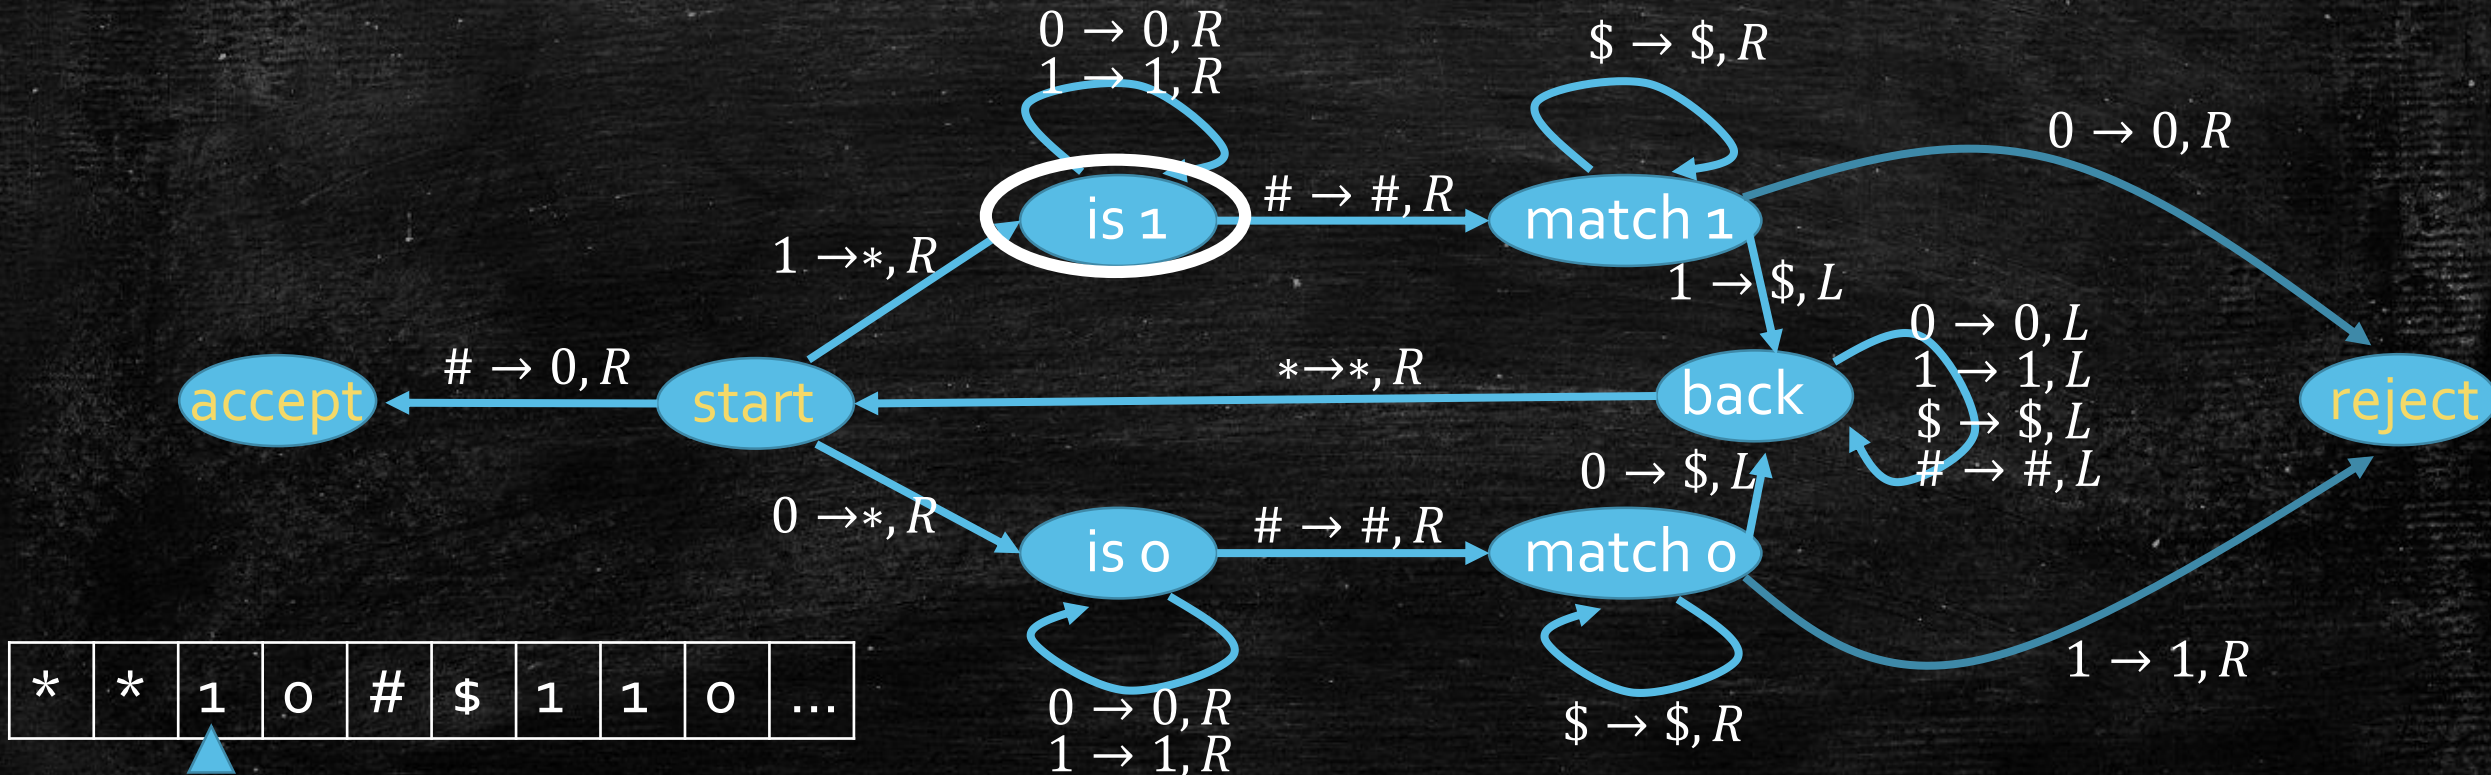 0 → 0, R
1 → 1, R
$ → $, R
0 → 0, R
is 1
# → #, R
match 1
1 →*, R
1 → $, L
0 → 0, L
1 → 1, L
$ → $, L
# → #, L
accept
# → 0, R
start
*→*, R
back
reject
0 → $, L
0 →*, R
is 0
# → #, R
match 0
1 → 1, R
* * 1 0 # $ 1 1 0 ...
0 → 0, R
1 → 1, R
$ → $, R